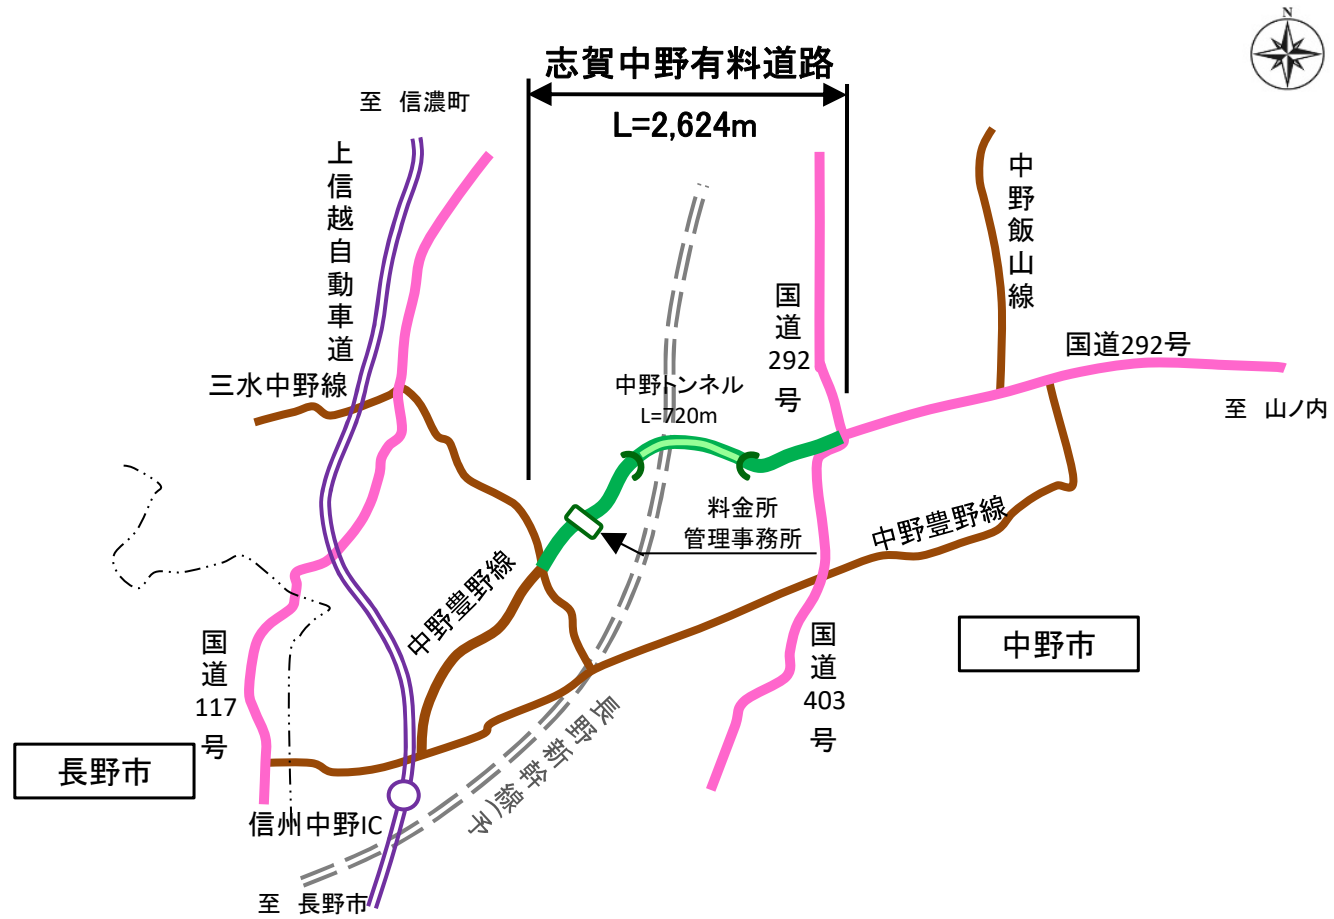 N
志賀中野有料道路
L=2,624m
至 信濃町
上信越自動車道
中野飯山線
国道292号
国道292号
三水中野線
中野トンネル
L=720m
至 山ノ内
料金所
管理事務所
中野豊野線
中野豊野線
国道117号
国道403号
中野市
長野市
長野新幹線(予
信州中野IC
至 長野市